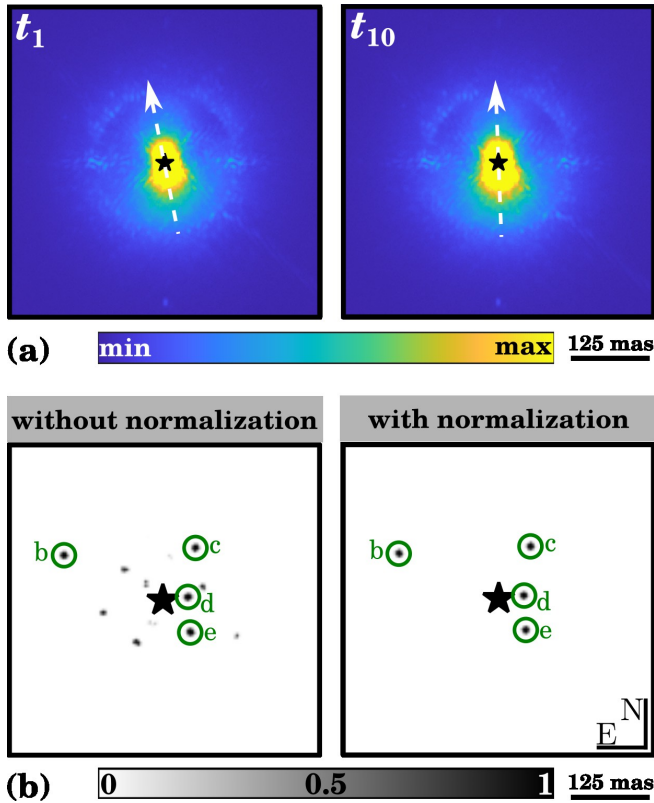 t1 t10
(a) min max 125 mas
without normalization with normalization
b c d e b c d e
N
E
(b) 0 0.5 1 125 mas